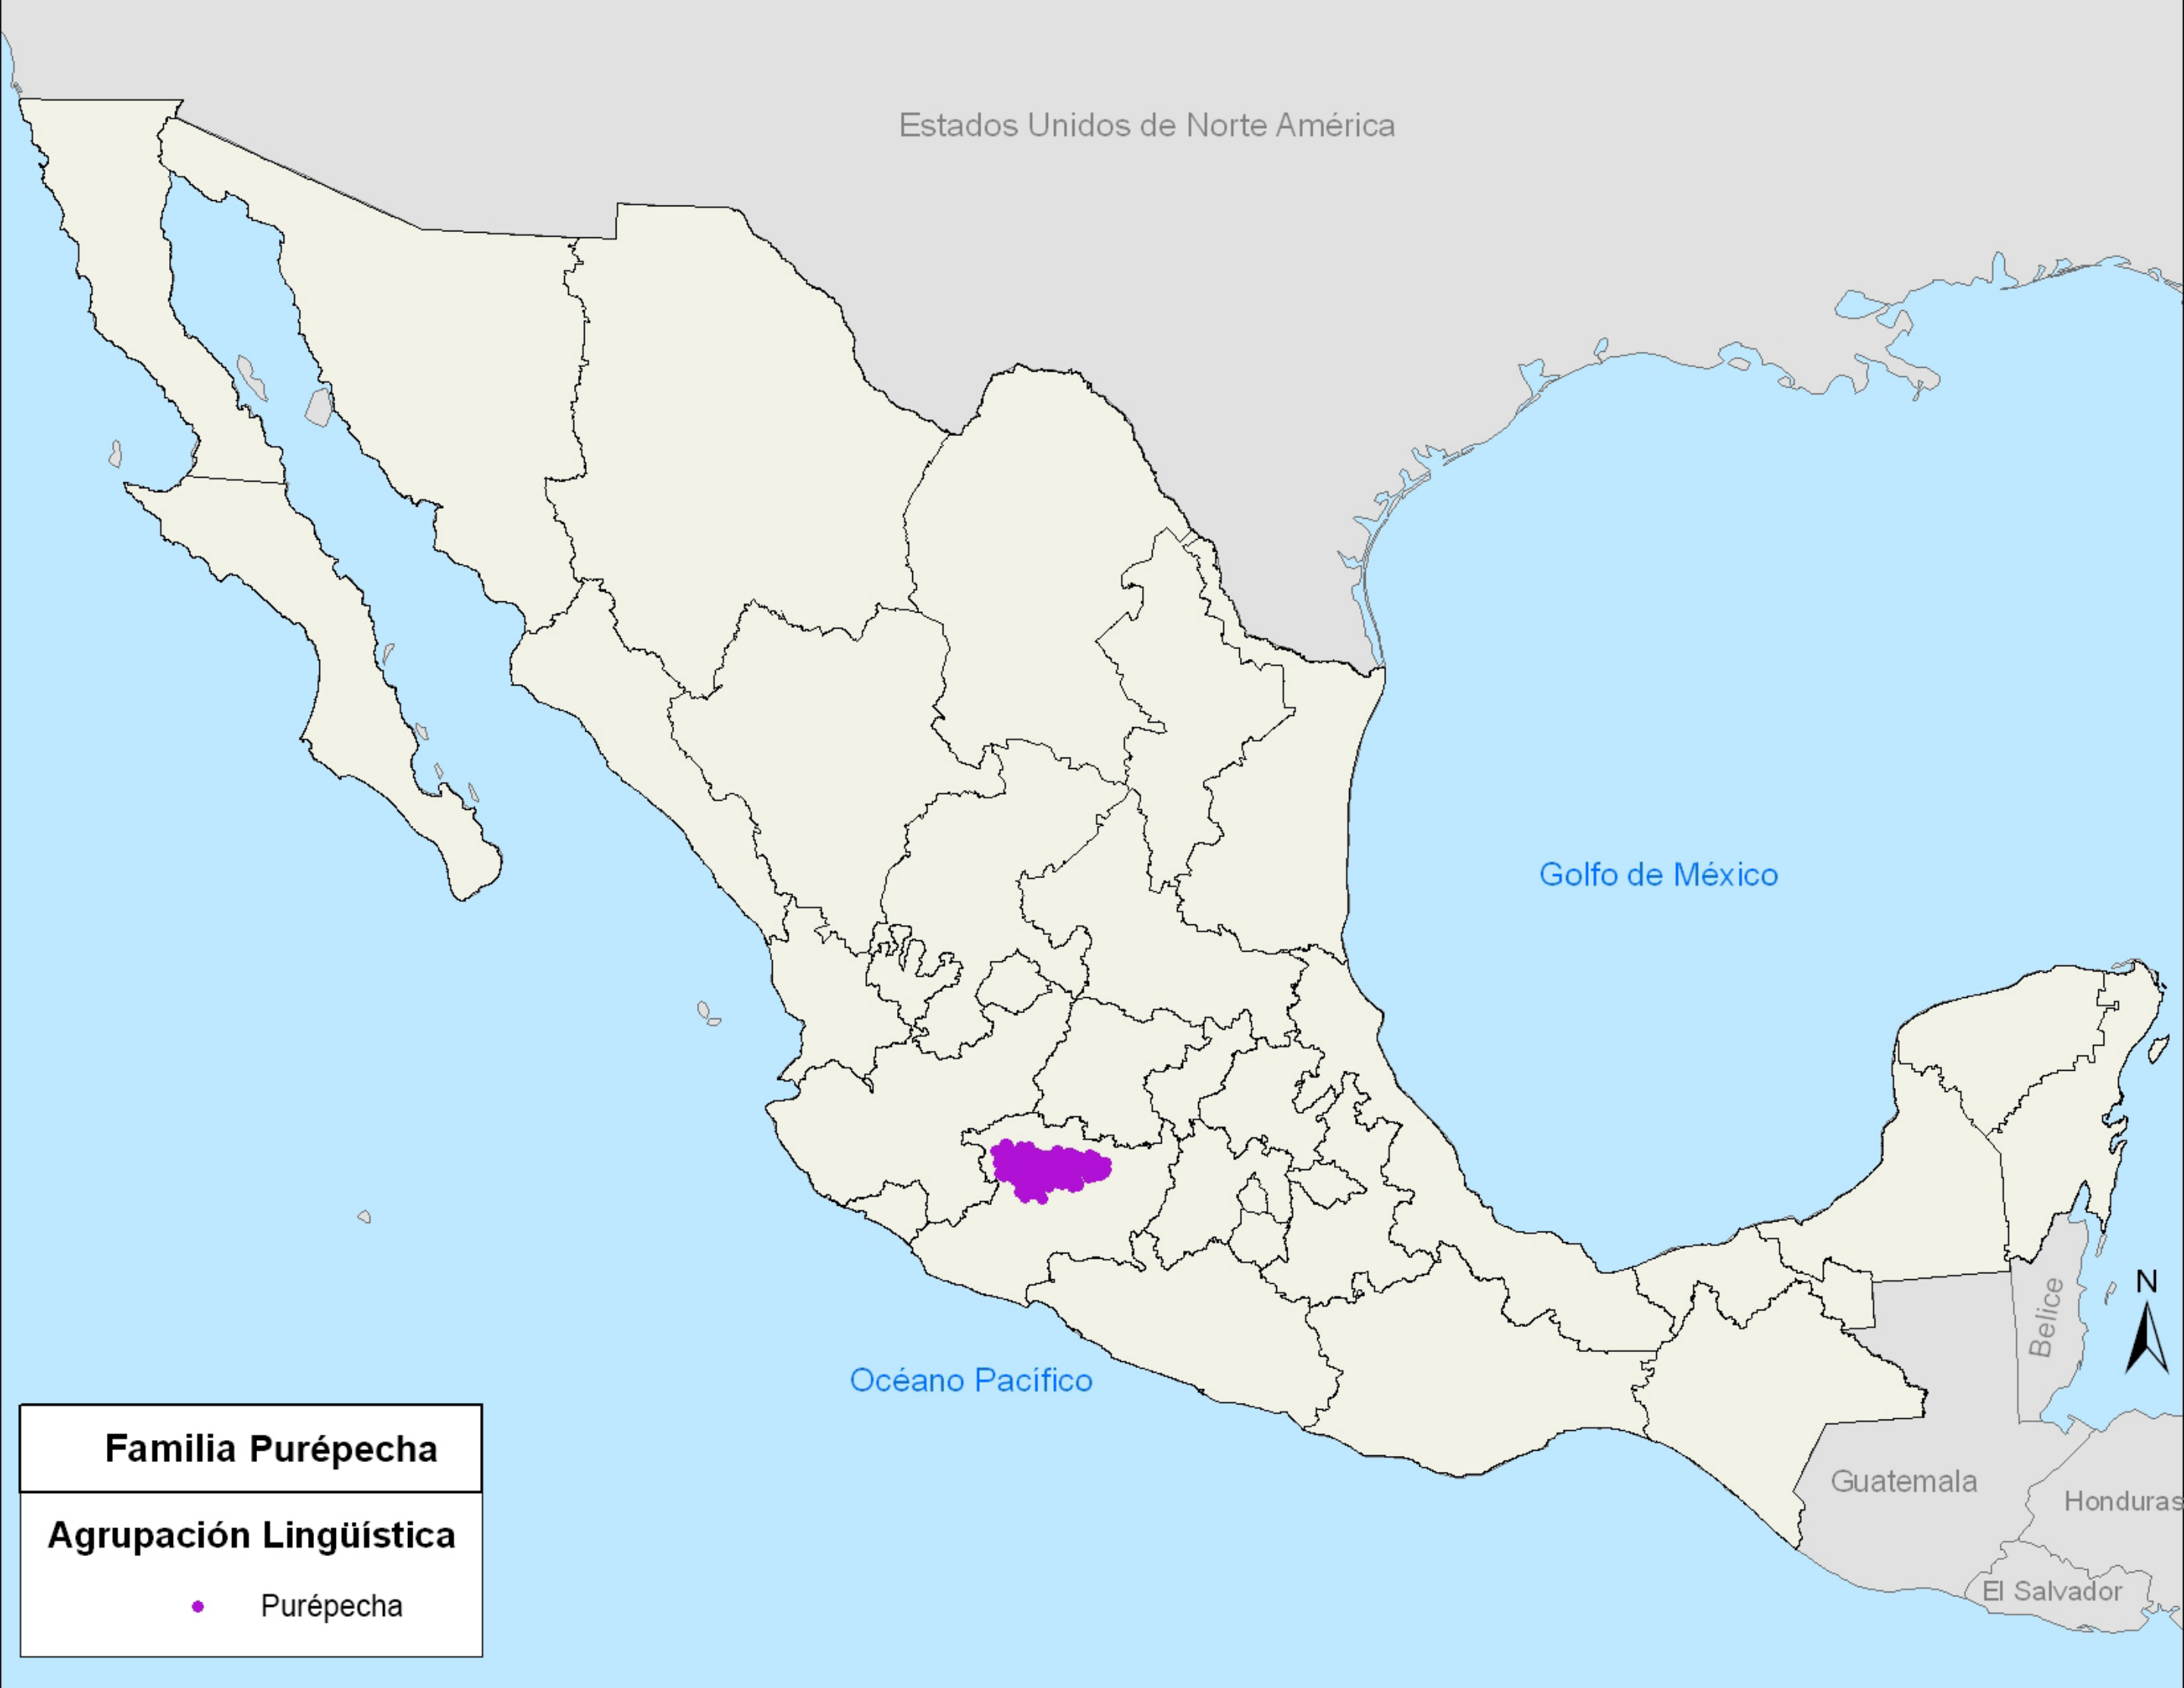 Estados Unidos de Norte América
Golfo de México
Océano Pacífico
N
Belice
Guatemala
Honduras
El Salvador
Familia Purépecha
Agrupación Lingüística
Purépecha